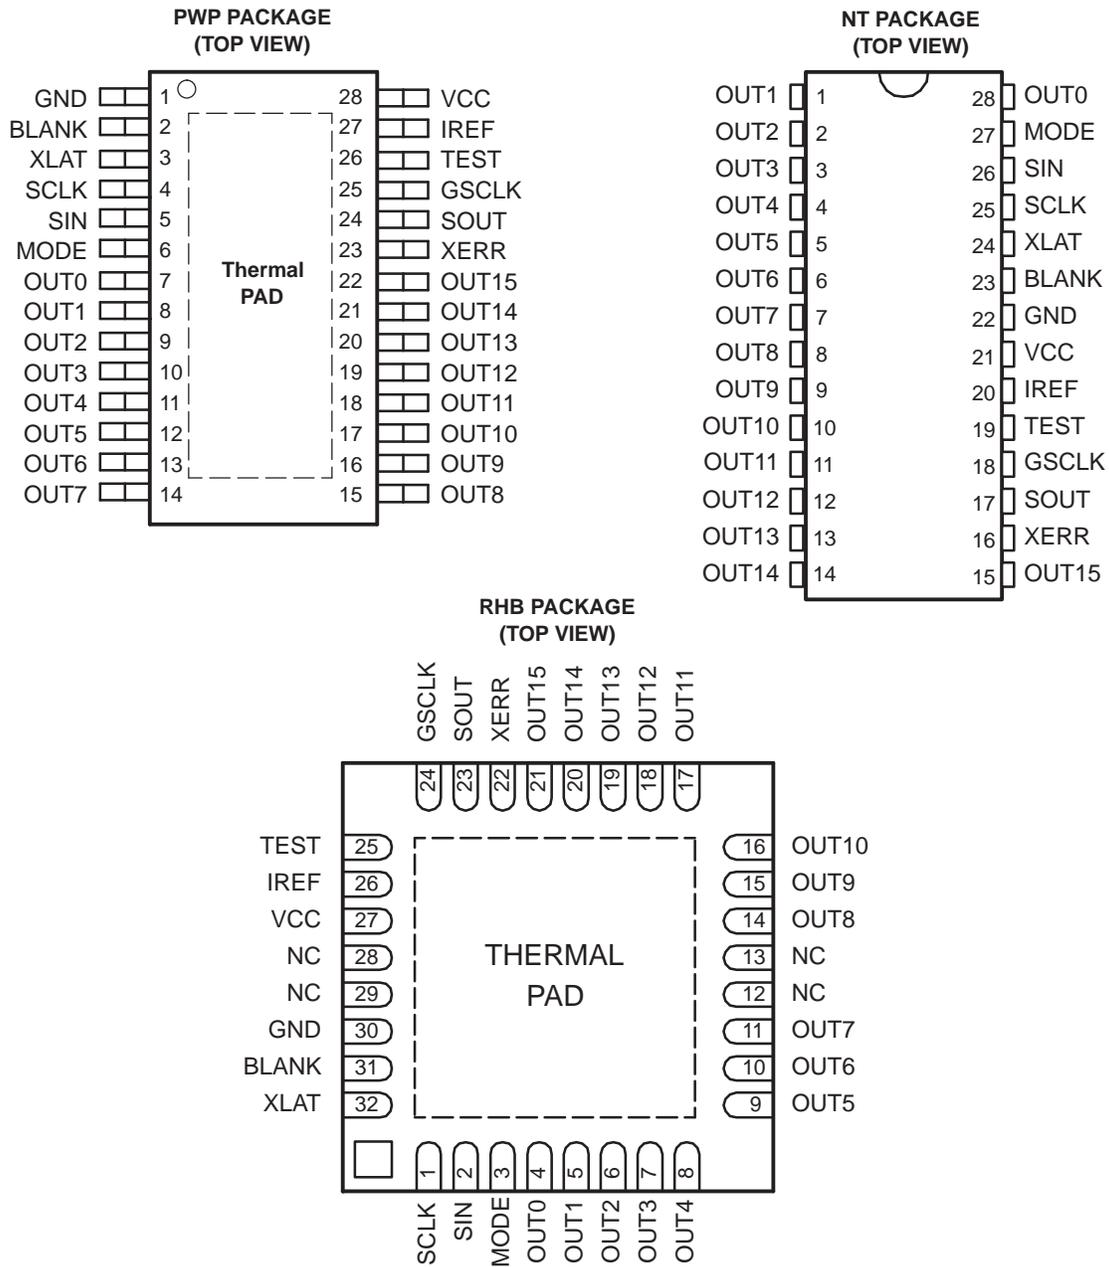 PWP PACKAGE
(TOP VIEW)
GND 1 28 VCC
BLANK 2 27 IREF
XLAT 3 26 TEST
SCLK 4 25 GSCLK
SIN 5 24 SOUT
MODE 6 23 XERR
OUT0 7 22 OUT15
OUT1 8 21 OUT14
OUT2 9 20 OUT13
OUT3 10 19 OUT12
OUT4 11 18 OUT11
OUT5 12 17 OUT10
OUT6 13 16 OUT9
OUT7 14 15 OUT8
Thermal
PAD
NT PACKAGE
(TOP VIEW)
OUT1 1 28 OUT0
OUT2 2 27 MODE
OUT3 3 26 SIN
OUT4 4 25 SCLK
OUT5 5 24 XLAT
OUT6 6 23 BLANK
OUT7 7 22 GND
OUT8 8 21 VCC
OUT9 9 20 IREF
OUT10 10 19 TEST
OUT11 11 18 GSCLK
OUT12 12 17 SOUT
OUT13 13 16 XERR
OUT14 14 15 OUT15
RHB PACKAGE
(TOP VIEW)
GSCLK SOUT XERR OUT15 OUT14 OUT13 OUT12 OUT11
24 23 22 21 20 19 18 17
TEST 25 16 OUT10
IREF 26 15 OUT9
VCC 27 14 OUT8
NC 28 13 NC
NC 29 12 NC
GND 30 11 OUT7
BLANK 31 10 OUT6
XLAT 32 9 OUT5
THERMAL
PAD
1 2 3 4 5 6 7 8
SCLK SIN MODE OUT0 OUT1 OUT2 OUT3 OUT4